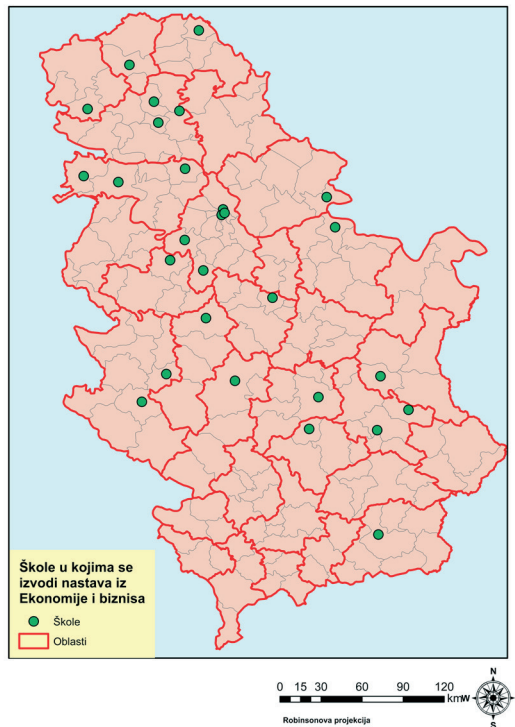 Škole u kojima se
izvodi nastava iz
Ekonomije i biznisa
Škole
Oblasti
N
0 15 30 60 90 120
km
W E
S
Robinsonova projekcija